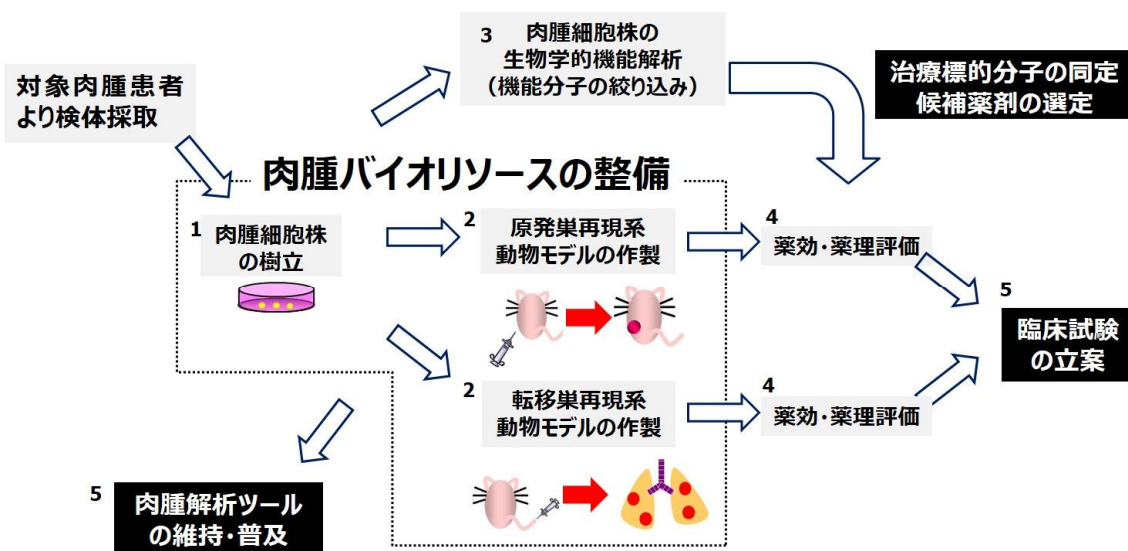 対象肉腫患者
より検体採取
3
肉腫細胞株の
生物学的機能解析
（機能分子の絞り込み）
治療標的分子の同定
候補薬剤の選定
肉腫バイオリソースの整備
1
肉腫細胞株
の樹立
2
原発巣再現系
動物モデルの作製
4
薬効・薬理評価
2
転移巣再現系
動物モデルの作製
4
薬効・薬理評価
5
臨床試験
の立案
5
肉腫解析ツール
の維持・普及